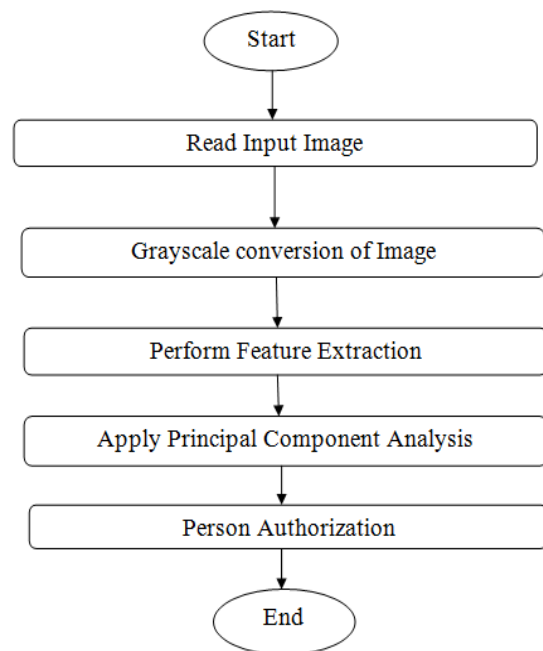 Start
Read Input Image
Grayscale conversion of Image
Perform Feature Extraction
Apply Principal Component Analysis
Person Authorization
End